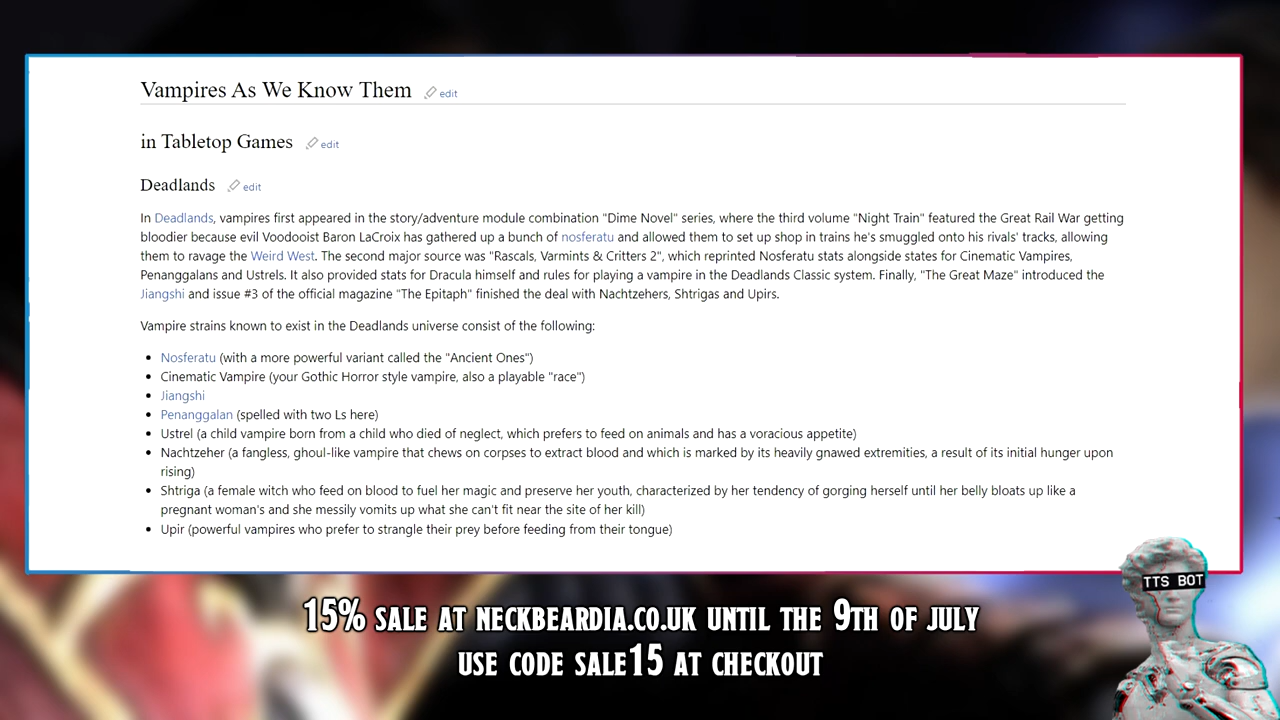 Vampires As We Know Them edit
in Tabletop Games edit
Deadlands edit
In Deadlands, vampires first appeared in the story/adventure module combination "Dime Novel" series, where the third volume "Night Train" featured the Great Rail War getting
bloodier because evil Voodooist Baron LaCroix has gathered up a bunch of nosferatu and allowed them to set up shop in trains he's smuggled onto his rivals' tracks, allowing
them to ravage the Weird West. The second major source was "Rascals, Varmints & Critters 2", which reprinted Nosferatu stats alongside states for Cinematic Vampires,
Penanggalans and Ustrels. It also provided stats for Dracula himself and rules for playing a vampire in the Deadlands Classic system. Finally, "The Great Maze" introduced the
Jiangshi and issue #3 of the official magazine "The Epitaph" finished the deal with Nachtzehers, Shtrigas and Upirs.
Vampire strains known to exist in the Deadlands universe consist of the following:
• Nosferatu (with a more powerful variant called the "Ancient Ones")
• Cinematic Vampire (your Gothic Horror style vampire, also a playable "race")
• Jiangshi
• Penanggalan (spelled with two Ls here)
• Ustrel (a child vampire born from a child who died of neglect, which prefers to feed on animals and has a voracious appetite)
• Nachtzeher (a fangless, ghoul-like vampire that chews on corpses to extract blood and which is marked by its heavily gnawed extremities, a result of its initial hunger upon
rising)
• Shtriga (a female witch who feed on blood to fuel her magic and preserve her youth, characterized by her tendency of gorging herself until her belly bloats up like a
pregnant woman's and she messily vomits up what she can't fit near the site of her kill)
• Upir (powerful vampires who prefer to strangle their prey before feeding from their tongue)
TTS BOT
15% SALE AT NECKBEARDIA.CO.UK UNTIL THE 9TH OF JULY
USE CODE SALE15 AT CHECKOUT